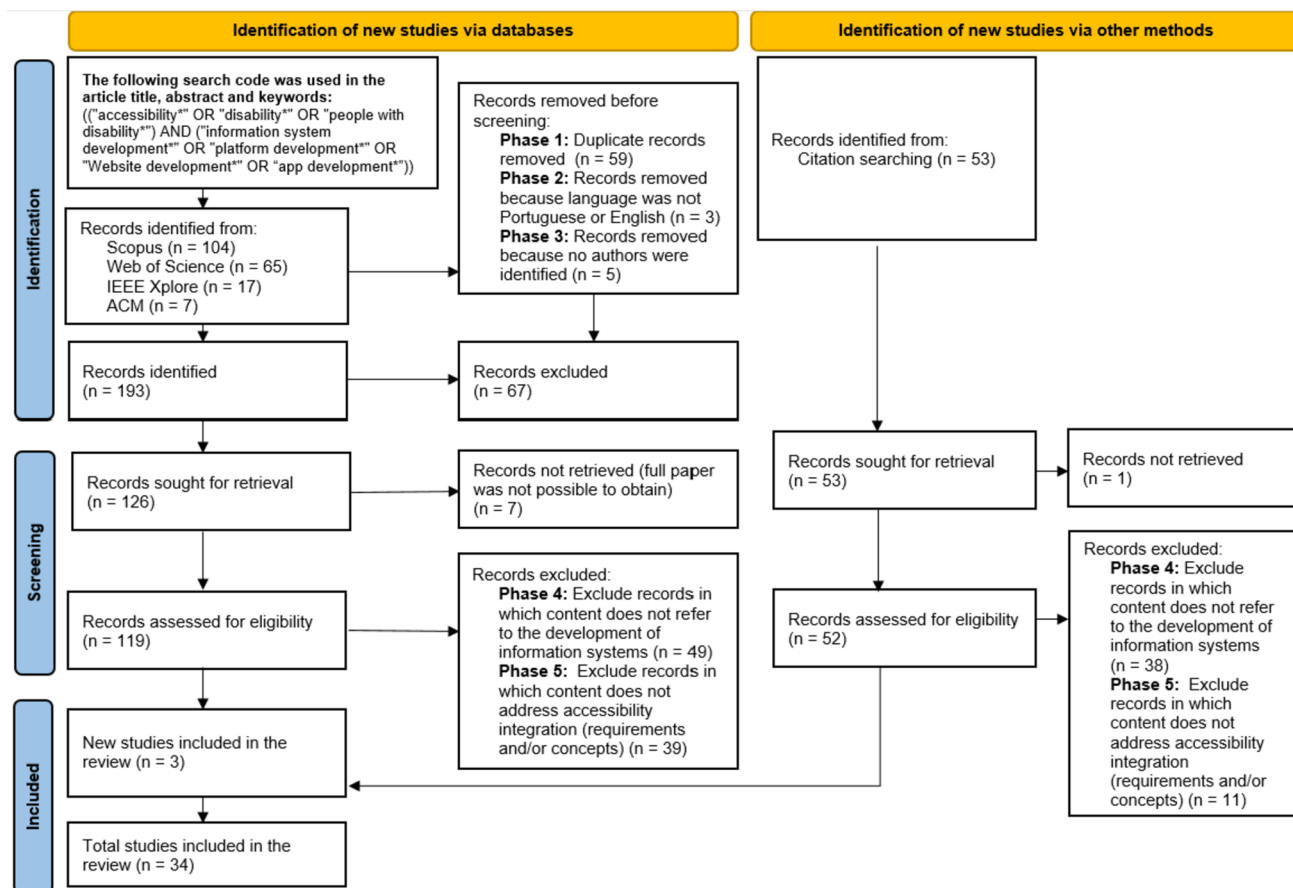 Identification of new studies via databases
Identification of new studies via other methods
Identification
The following search code was used in the
article title, abstract and keywords:
(("accessibility*" OR "disability*" OR "people with
disability*") AND ("information system
development*" OR "platform development*" OR
"Website development*" OR “app development*"))
Records identified from:
Scopus (n = 104)
Web of Science (n = 65)
IEEE Xplore (n = 17)
ACM (n = 7)
Records removed before
screening:
Phase 1: Duplicate records
removed (n = 59)
Phase 2: Records removed
because language was not
Portuguese or English (n = 3)
Phase 3: Records removed
because no authors were
identified (n = 5)
Records identified from:
Citation searching (n = 53)
Records identified
(n = 193)
Records excluded
(n = 67)
Screening
Records sought for retrieval
(n = 126)
Records not retrieved (full paper
was not possible to obtain)
(n = 7)
Records sought for retrieval
(n = 53)
Records not retrieved
(n = 1)
Records assessed for eligibility
(n = 119)
Records excluded:
Phase 4: Exclude records in
which content does not refer
to the development of
information systems (n = 49)
Phase 5: Exclude records in
which content does not
address accessibility
integration (requirements
and/or concepts) (n = 39)
Records assessed for eligibility
(n = 52)
Records excluded:
Phase 4: Exclude
records in which
content does not refer
to the development of
information systems
(n = 38)
Phase 5: Exclude
records in which
content does not
address accessibility
integration
(requirements and/or
concepts) (n = 11)
Included
New studies included in the
review (n = 3)
Total studies included in the
review (n = 34)